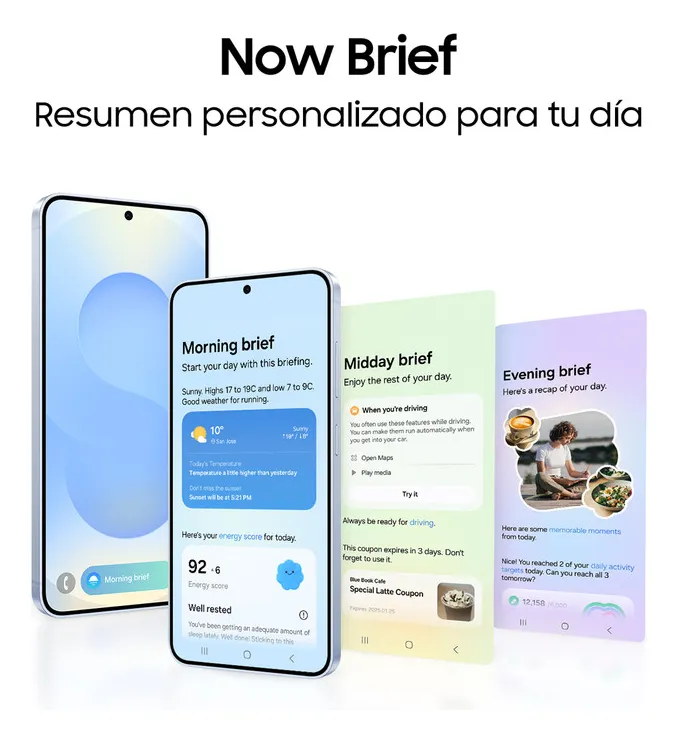 Now Brief
Resumen personalizado para tu día
Morning brief
Morning brief
Start your day with this briefing.
Sunny. Highs 17 to 19C and low 7 to 9C.
Good weather for running.
10°
San Jose
Sunny
Today's Temperature
Temperature a little higher than yesterday
Don't miss the sunset
Sunset will be at 5:21 PM
Here's your energy score for today.
92 +6
Energy score
Well rested
You've been getting an adequate amount of
sleep lately. Well done! Sticking to this
Midday brief
Enjoy the rest of your day.
When you're driving
You often use these features while driving.
You can make them run automatically when
you get into your car.
Open Maps
Play media
Try it
Always be ready for driving.
This coupon expires in 3 days. Don't
forget to use it.
Blue Book Cafe
Special Latte Coupon
Expires 2025.01.25
Evening brief
Here's a recap of your day.
Here are some memorable moments
from today.
Nice! You reached 2 of your daily activity
targets today. Can you reach all 3
tomorrow?
12,158